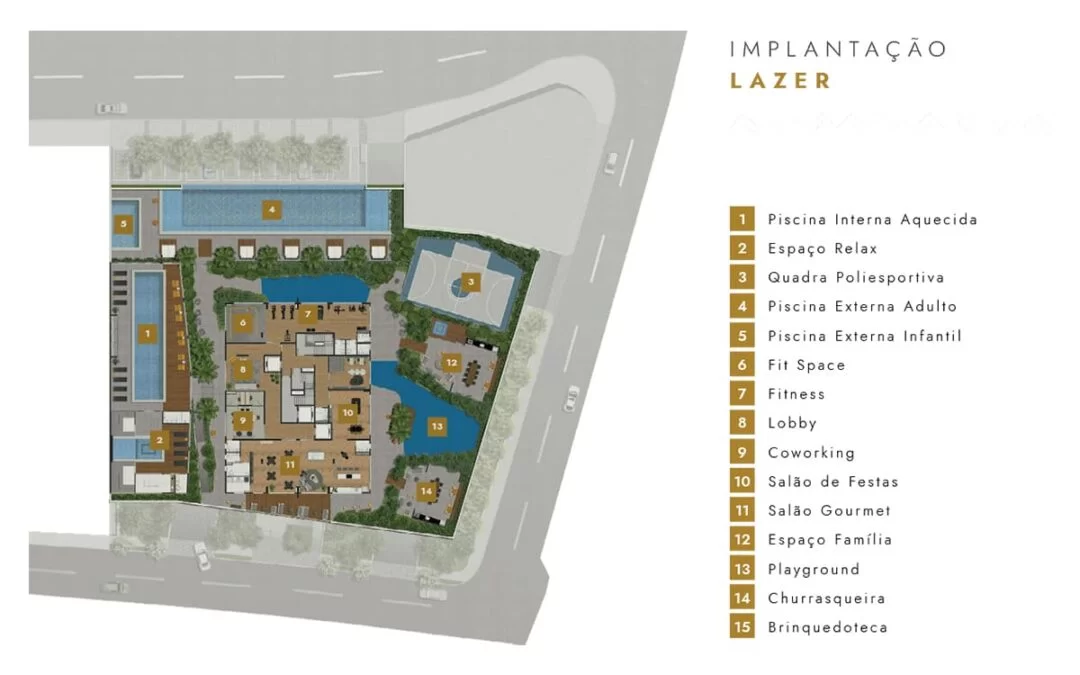 IMPLANTAÇÃO
LAZER
1 Piscina Interna Aquecida
2 Espaço Relax
3 Quadra Poliesportiva
4 Piscina Externa Adulto
5 Piscina Externa Infantil
6 Fit Space
7 Fitness
8 Lobby
9 Coworking
10 Salão de Festas
11 Salão Gourmet
12 Espaço Família
13 Playground
14 Churrasqueira
15 Brinquedoteca
4
5
3
7
6
1
12
8
10
9
13
2
11
14